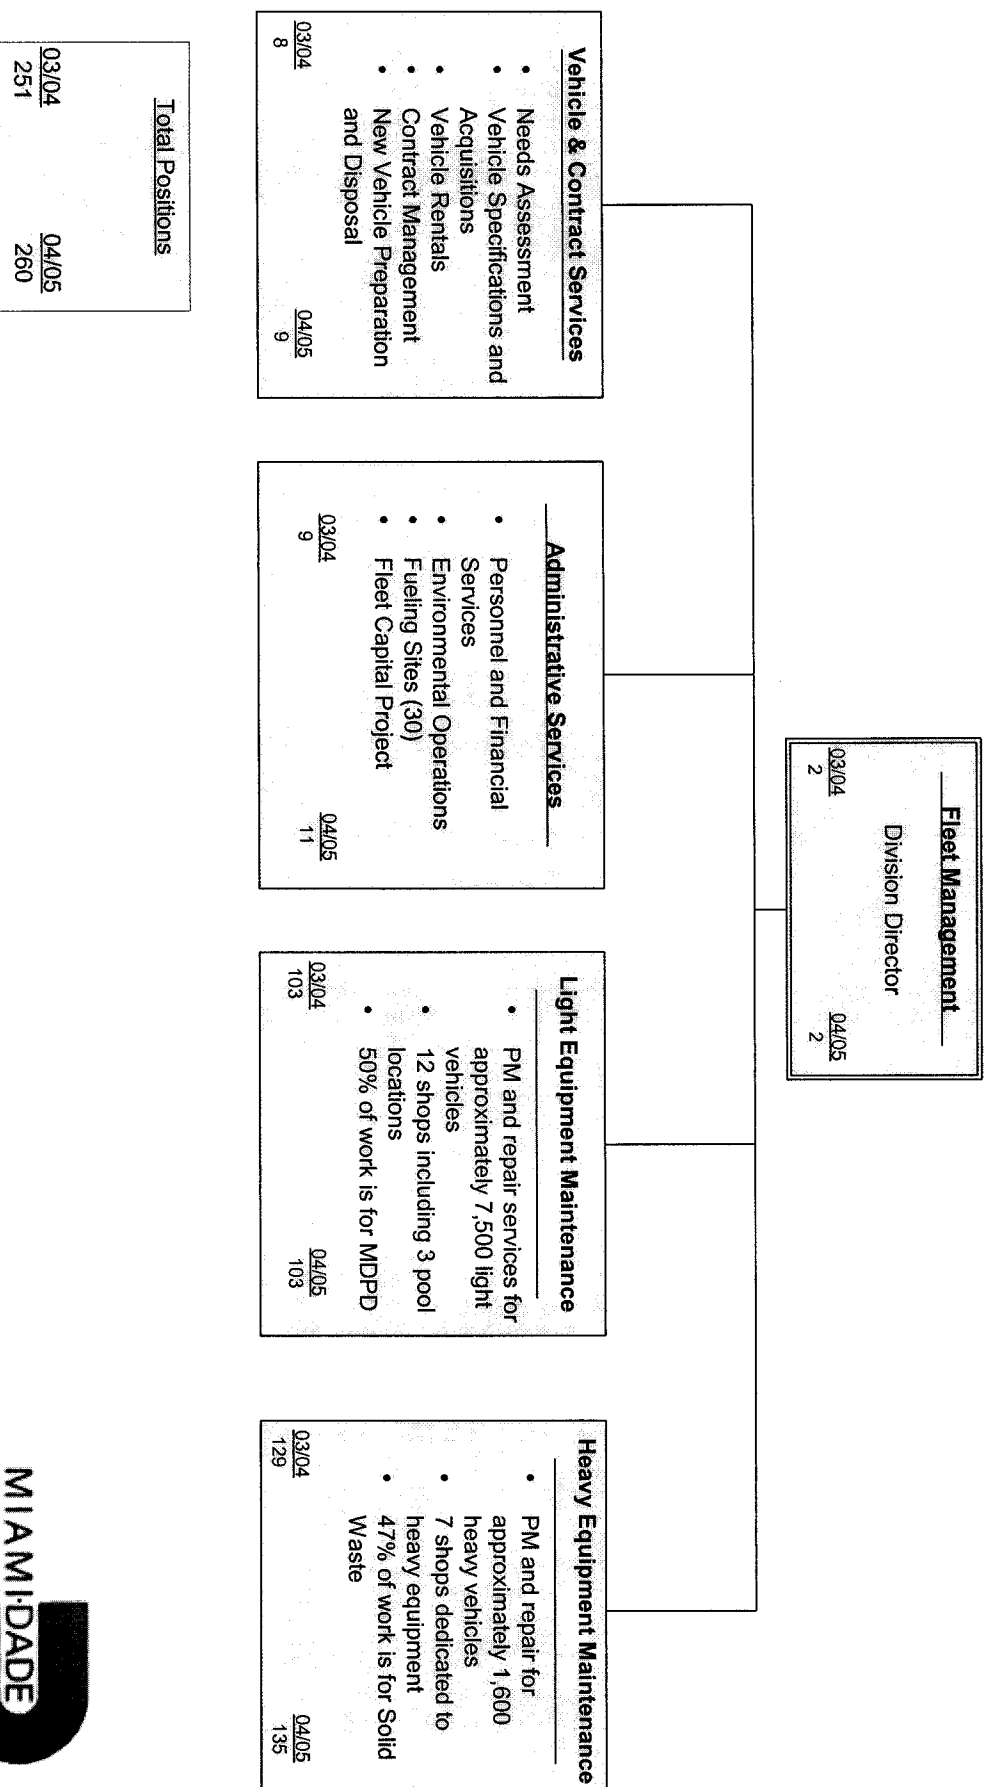 Fleet Management
Division Director
03/04 04/05
2 2
Vehicle & Contract Services
• Needs Assessment
• Vehicle Specifications and
Acquisitions
• Vehicle Rentals
• Contract Management
• New Vehicle Preparation
and Disposal
03/04 04/05
8 9
Administrative Services
• Personnel and Financial
Services
• Environmental Operations
• Fueling Sites (30)
• Fleet Capital Project
03/04 04/05
9 11
Light Equipment Maintenance
• PM and repair services for
approximately 7,500 light
vehicles
• 12 shops including 3 pool
locations
• 50% of work is for MDPD
03/04 04/05
103 103
Heavy Equipment Maintenance
• PM and repair for
approximately 1,600
heavy vehicles
• 7 shops dedicated to
heavy equipment
• 47% of work is for Solid
Waste
03/04 04/05
129 135
Total Positions
03/04 04/05
251 260
MIAMI·DADE